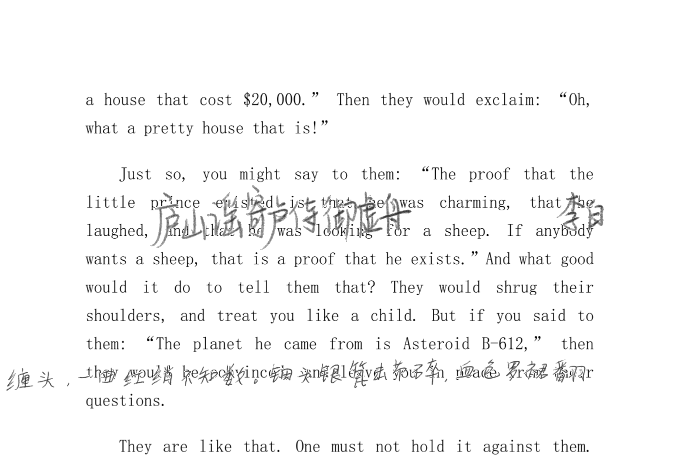 a house that cost $20,000.” Then they would exclaim: “Oh,
what a pretty house that is!”
Just so, you might say to them: “The proof that the
little prince existed is that he was charming, that he
庐山谣寄卢侍御虚舟 李白
laughed, and that he was looking for a sheep. If anybody
wants a sheep, that is a proof that he exists.”And what good
would it do to tell them that? They would shrug their
shoulders, and treat you like a child. But if you said to
them: “The planet he came from is Asteroid B-612,” then
they would be convinced, and leave you in peace from their
缠头，一曲红绡不知数。钿头银篦击节碎，血色罗裙翻
questions.
They are like that. One must not hold it against them.